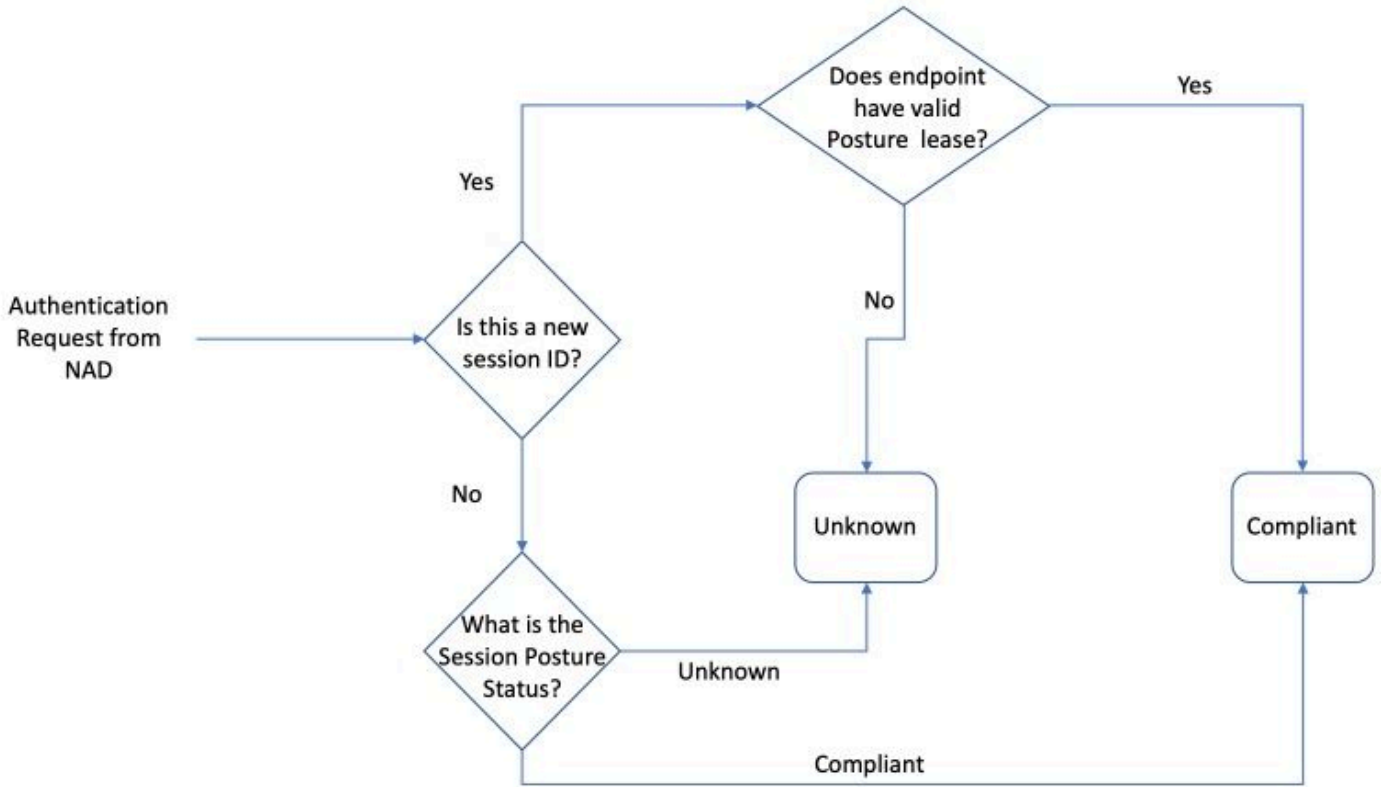 Does endpoint
have valid
Posture lease?
Yes
Yes
Authentication
Request from
NAD
Is this a new
session ID?
No
No
Unknown
Compliant
What is the
Session Posture
Status?
Unknown
Compliant